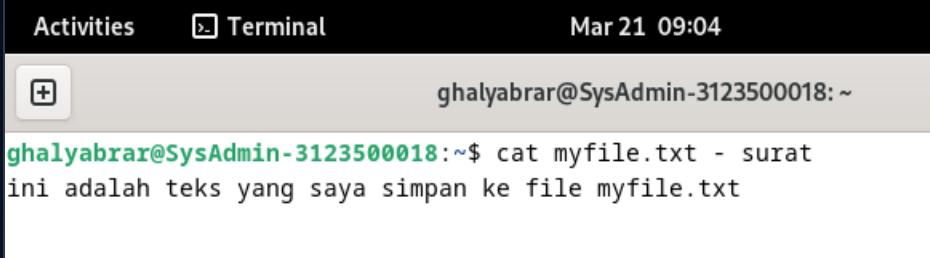 Activities Terminal Mar 21 09:04
ghalyabrar@SysAdmin-3123500018: ~
ghalyabrar@SysAdmin-3123500018:~$ cat myfile.txt - surat
ini adalah teks yang saya simpan ke file myfile.txt